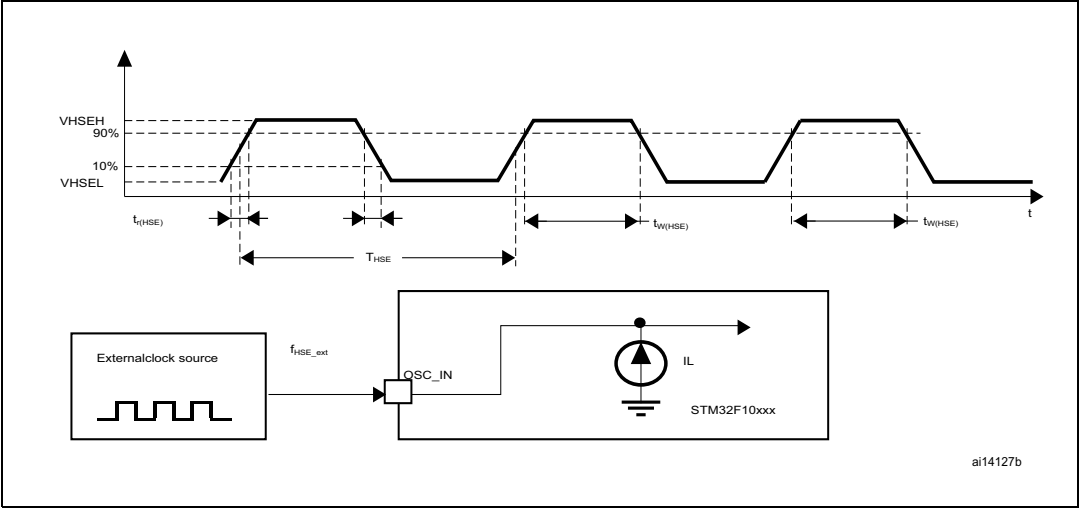 VHSEH
90%
10%
VHSEL
tr(HSE)
tW(HSE)
tW(HSE)
t
THSE
Externalclock source
fHSE_ext
OSC_IN
IL
STM32F10xxx
ai14127b